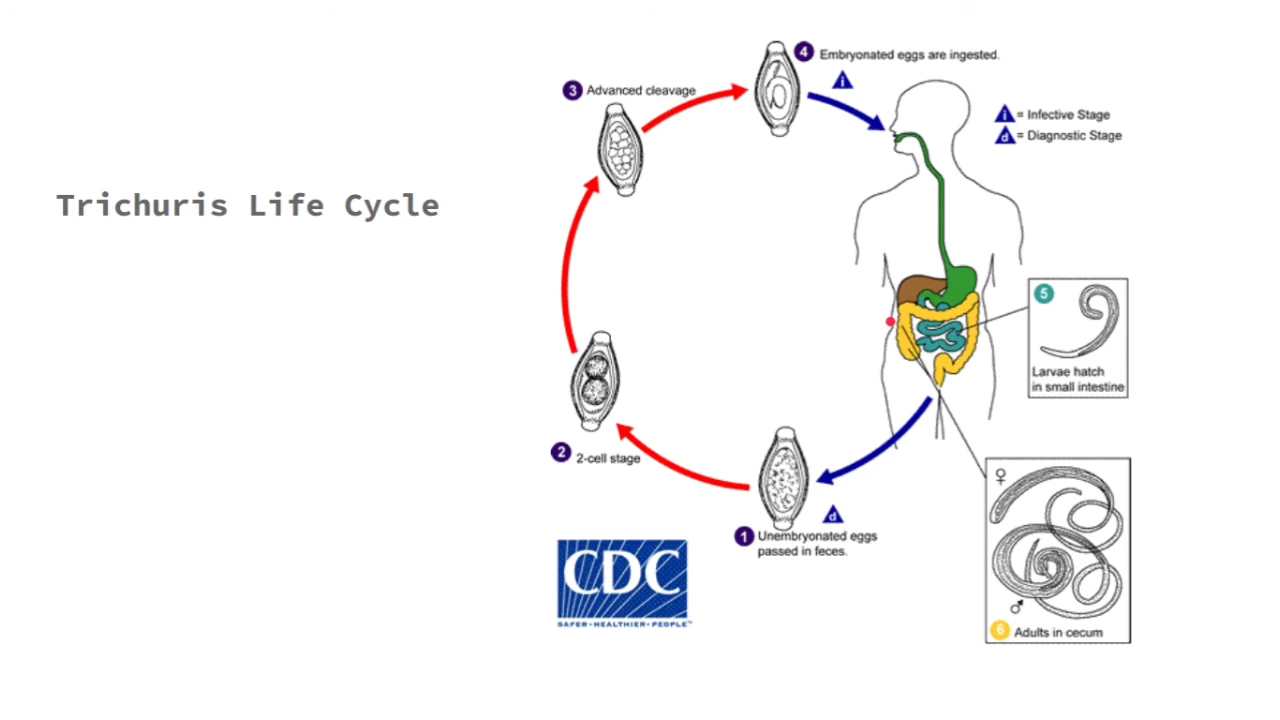 Trichuris Life Cycle
4 Embryonated eggs are ingested.
i
3 Advanced cleavage
i = Infective Stage
d = Diagnostic Stage
5
Larvae hatch
in small intestine
2 2-cell stage
♀
d
1 Unembryonated eggs
passed in feces.
CDC
SAFER • HEALTHIER • PEOPLE™
♂
6 Adults in cecum